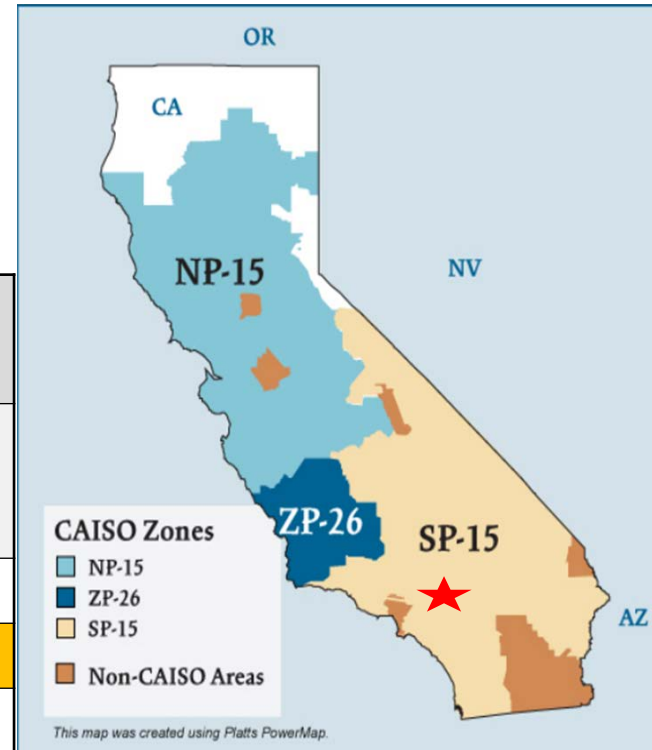 OR
CA
NP-15
NV
ZP-26
SP-15
AZ
CAISO Zones
NP-15
ZP-26
SP-15
Non-CAISO Areas
This map was created using Platts PowerMap.